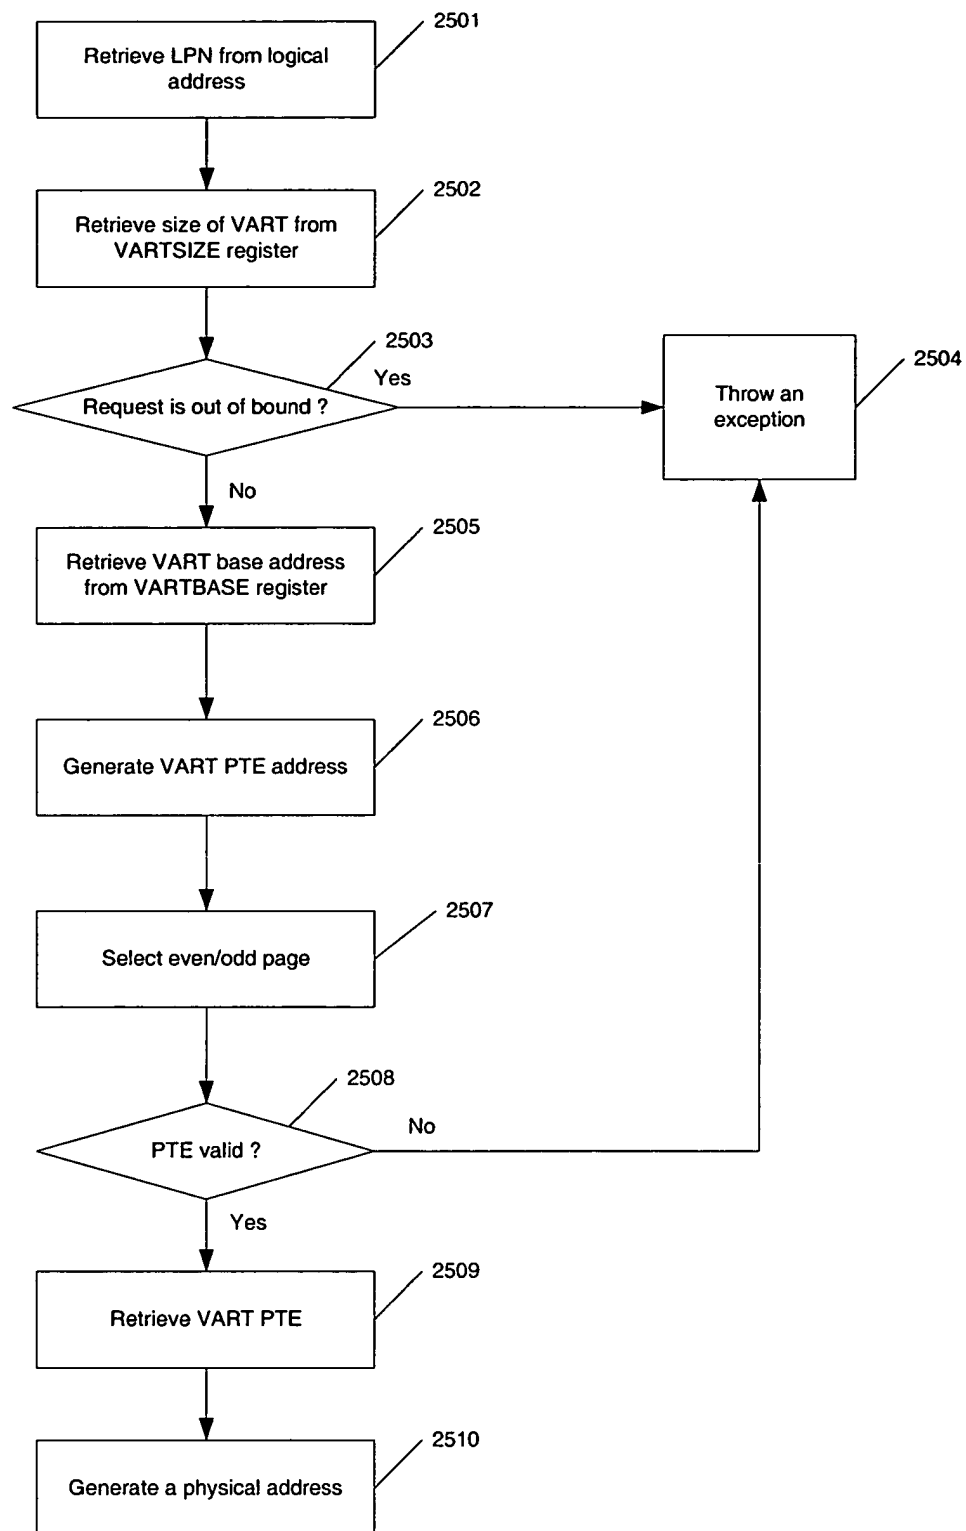 2501
Retrieve LPN from logical
address
2502
Retrieve size of VART from
VARTSIZE register
2503
Request is out of bound ?
Yes
2504
Throw an
exception
No
2505
Retrieve VART base address
from VARTBASE register
2506
Generate VART PTE address
2507
Select even/odd page
2508
PTE valid ?
No
Yes
2509
Retrieve VART PTE
2510
Generate a physical address